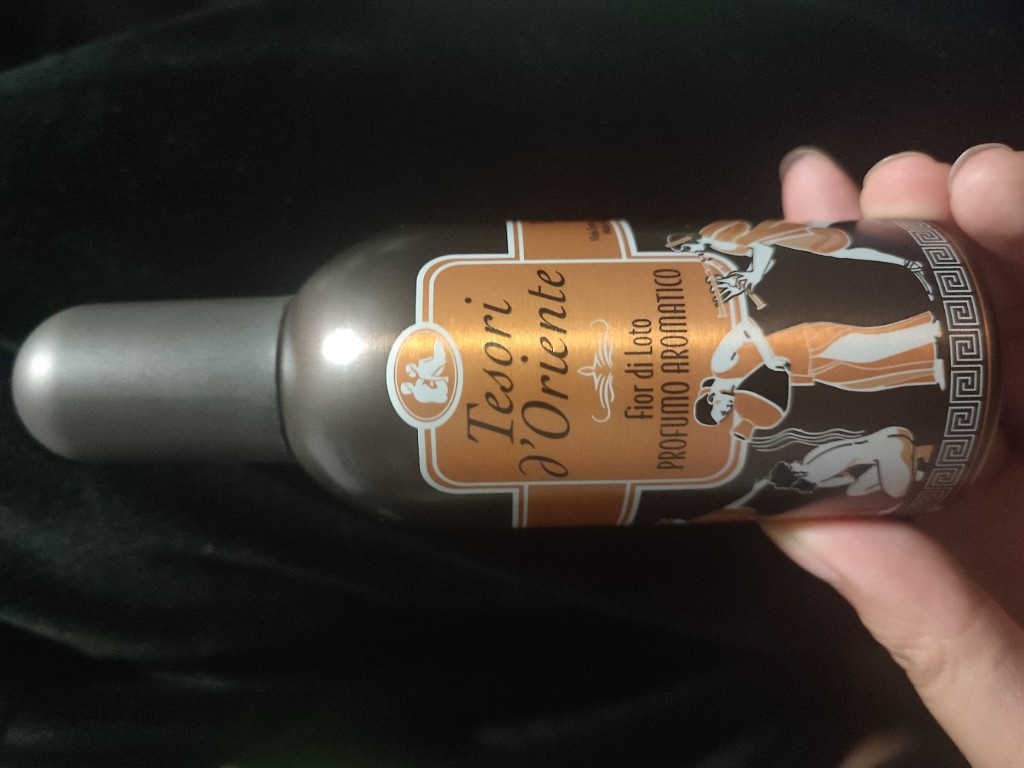 Tesori
d'Oriente
Fior di Loto
PROFUMO AROMATICO